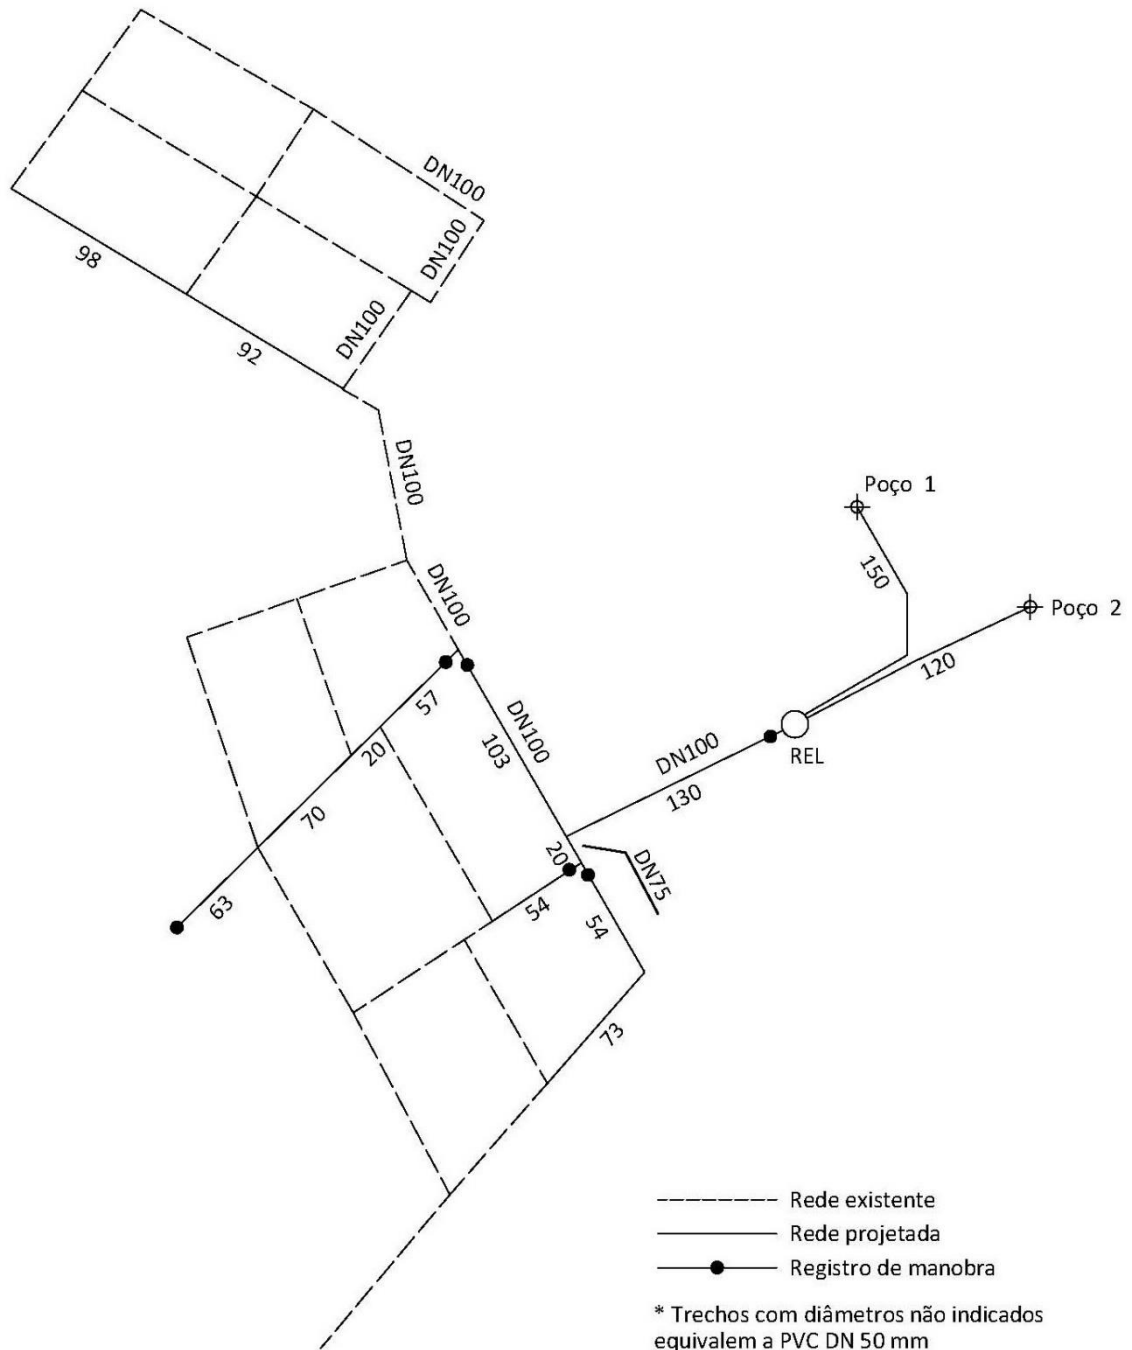 DN100
DN100
98
DN100
92
DN100
Poço 1
DN100
150
Poço 2
120
57
DN100
103
DN100
20
REL
130
70
20
DN75
63
54
54
73
Rede existente
Rede projetada
Registro de manobra
* Trechos com diâmetros não indicados
equivalem a PVC DN 50 mm